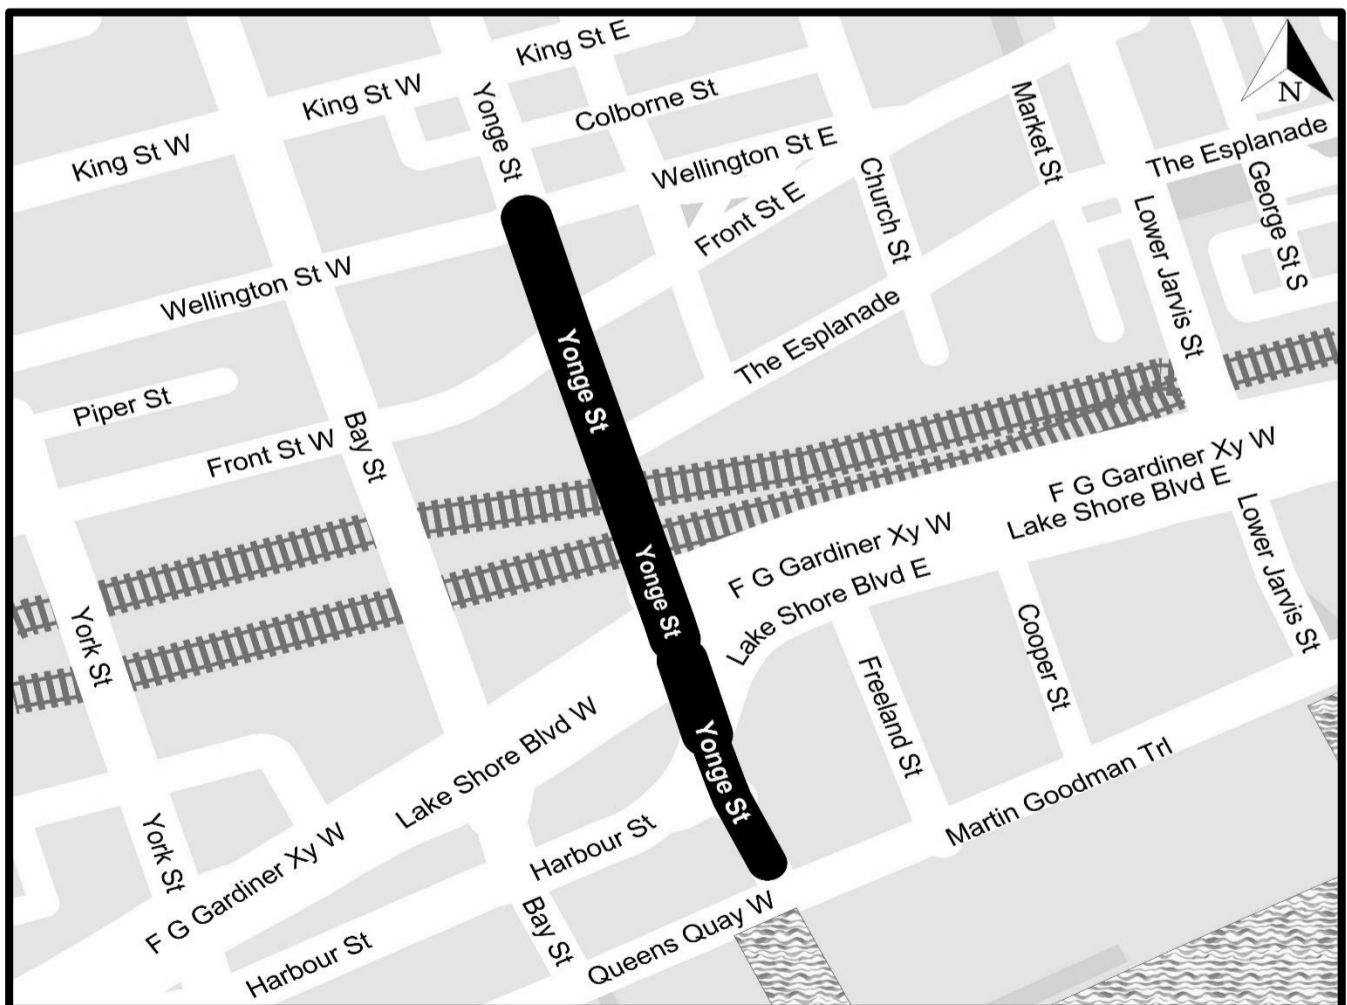 King St E
King St W
King St W
Yonge St
Colborne St
Market St
N
Wellington St E
The Esplanade
Church St
George St S
Front St E
Lower Jarvis St
Wellington St W
The Esplanade
Yonge St
Piper St
Bay St
Front St W
F G Gardiner Xy W
Lake Shore Blvd E
Lower Jarvis St
F G Gardiner Xy W
Lake Shore Blvd E
Yonge St
York St
Cooper St
Freeland St
Lake Shore Blvd W
Yonge St
Martin Goodman Trl
York St
Harbour St
F G Gardiner Xy W
Bay St
Queens Quay W
Harbour St